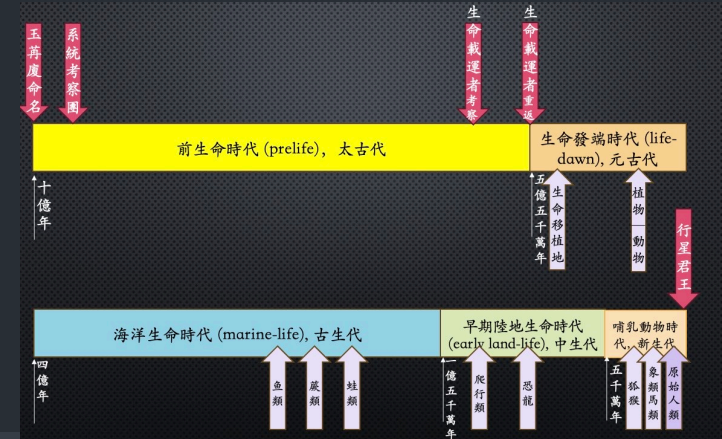 玉苒廈命名
系統考察團
生命載運者考察
生命載運者重返
前生命時代 (prelife)，太古代
生命發端時代 (life-
dawn), 元古代
十億年
五億五千萬年
生命移植地
植物
動物
行星君王
海洋生命時代 (marine-life), 古生代
早期陸地生命時代
(early land-life), 中生代
哺乳動物時
代，新生代
四億年
鱼類
蕨類
蛙類
一億五千萬年
爬行類
恐龍
五千萬年
狐猴
象類馬類
原始人類